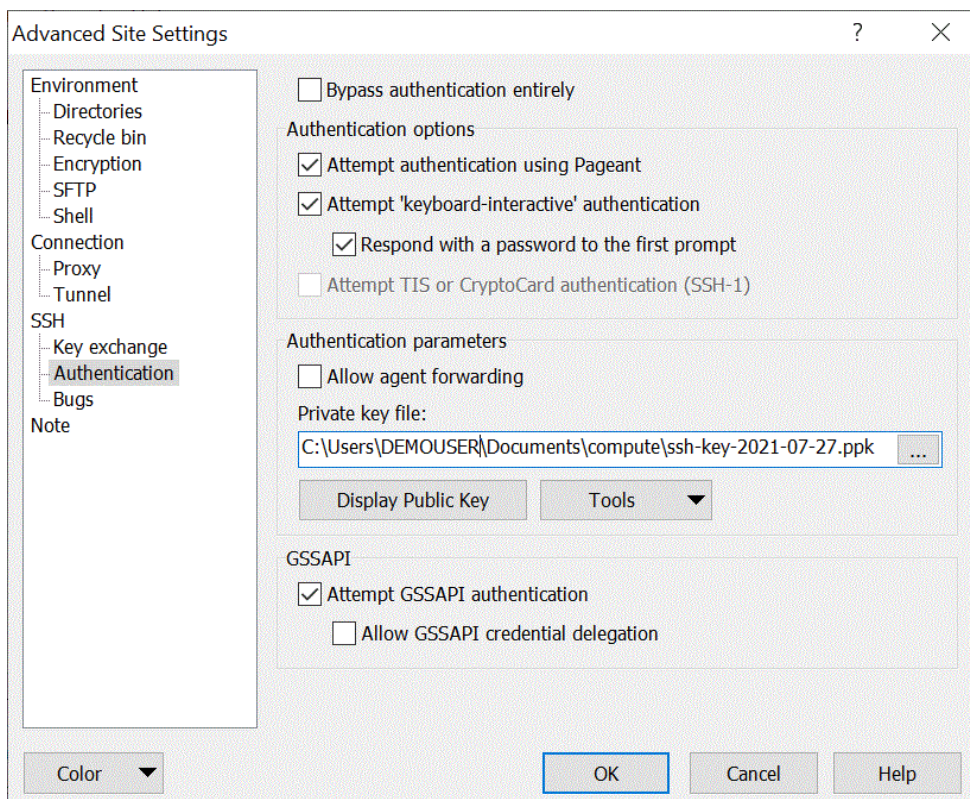 Advanced Site Settings
?
Environment
Directories
Recycle bin
Encryption
SFTP
Shell
Connection
Proxy
Tunnel
SSH
Key exchange
Authentication
Bugs
Note
Bypass authentication entirely
Authentication options
Attempt authentication using Pageant
Attempt 'keyboard-interactive' authentication
Respond with a password to the first prompt
Attempt TIS or CryptoCard authentication (SSH-1)
Authentication parameters
Allow agent forwarding
Private key file:
C:\Users\DEMOUSER\Documents\compute\ssh-key-2021-07-27.ppk
...
Display Public Key
Tools
GSSAPI
Attempt GSSAPI authentication
Allow GSSAPI credential delegation
Color
OK
Cancel
Help